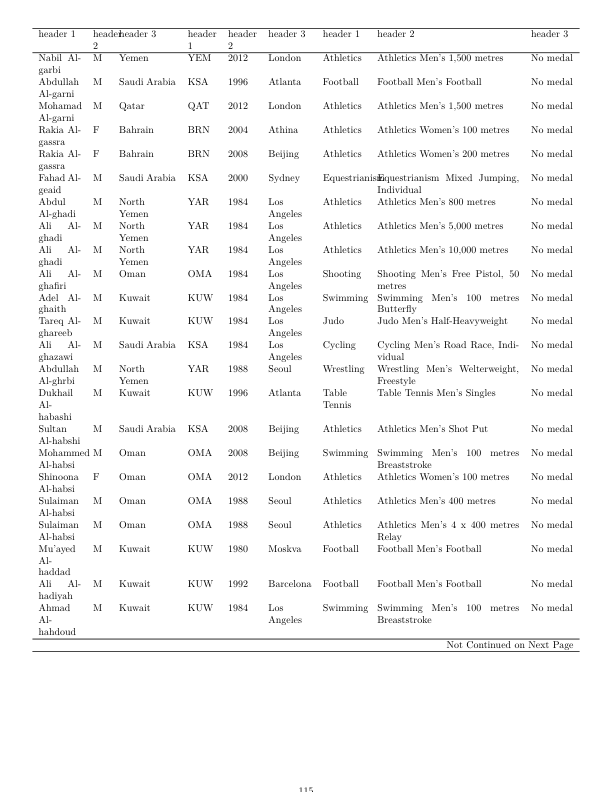 header 1 header 2 header 3 header 1 header 2 header 3 header 1 header 2 header 3
Nabil Al-garbi M Yemen YEM 2012 London Athletics Athletics Men's 1,500 metres No medal
Abdullah Al-garni M Saudi Arabia KSA 1996 Atlanta Football Football Men's Football No medal
Mohamad Al-garni M Qatar QAT 2012 London Athletics Athletics Men's 1,500 metres No medal
Rakia Al-gassra F Bahrain BRN 2004 Athina Athletics Athletics Women's 100 metres No medal
Rakia Al-gassra F Bahrain BRN 2008 Beijing Athletics Athletics Women's 200 metres No medal
Fahad Al-geaid M Saudi Arabia KSA 2000 Sydney Equestrianism Equestrianism Mixed Jumping, Individual No medal
Abdul Al-ghadi M North Yemen YAR 1984 Los Angeles Athletics Athletics Men's 800 metres No medal
Ali Al-ghadi M North Yemen YAR 1984 Los Angeles Athletics Athletics Men's 5,000 metres No medal
Ali Al-ghadi M North Yemen YAR 1984 Los Angeles Athletics Athletics Men's 10,000 metres No medal
Ali Al-ghafiri M Oman OMA 1984 Los Angeles Shooting Shooting Men's Free Pistol, 50 metres No medal
Adel Al-ghaith M Kuwait KUW 1984 Los Angeles Swimming Swimming Men's 100 metres Butterfly No medal
Tareq Al-ghareeb M Kuwait KUW 1984 Los Angeles Judo Judo Men's Half-Heavyweight No medal
Ali Al-ghazawi M Saudi Arabia KSA 1984 Los Angeles Cycling Cycling Men's Road Race, Indi-vidual No medal
Abdullah Al-ghrbi M North Yemen YAR 1988 Seoul Wrestling Wrestling Men's Welterweight, Freestyle No medal
Dukhail Al-habashi M Kuwait KUW 1996 Atlanta Table Tennis Table Tennis Men's Singles No medal
Sultan Al-habshi M Saudi Arabia KSA 2008 Beijing Athletics Athletics Men's Shot Put No medal
Mohammed Al-habsi M Oman OMA 2008 Beijing Swimming Swimming Men's 100 metres Breaststroke No medal
Shinoona Al-habsi F Oman OMA 2012 London Athletics Athletics Women's 100 metres No medal
Sulaiman Al-habsi M Oman OMA 1988 Seoul Athletics Athletics Men's 400 metres No medal
Sulaiman Al-habsi M Oman OMA 1988 Seoul Athletics Athletics Men's 4 x 400 metres Relay No medal
Mu'ayed Al-haddad M Kuwait KUW 1980 Moskva Football Football Men's Football No medal
Ali Al-hadiyah M Kuwait KUW 1992 Barcelona Football Football Men's Football No medal
Ahmad Al-hahdoud M Kuwait KUW 1984 Los Angeles Swimming Swimming Men's 100 metres Breaststroke No medal
Not Continued on Next Page
115